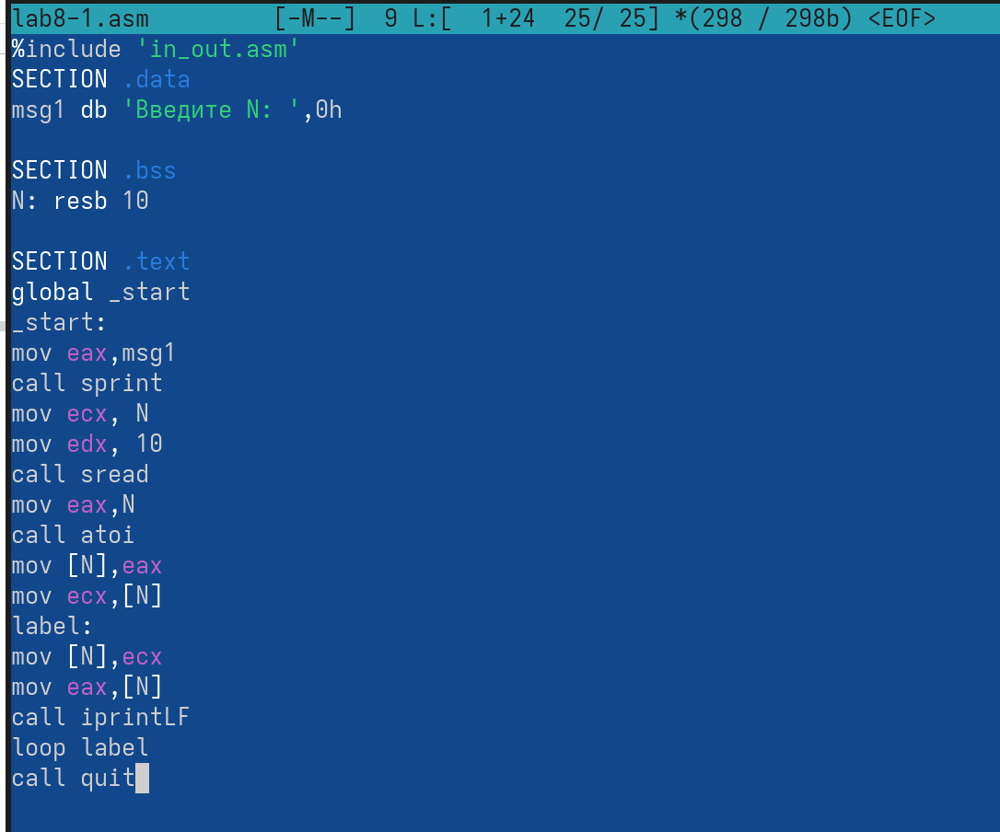 lab8-1.asm [-M--] 9 L:[ 1+24 25/ 25] *(298 / 298b) <EOF>
%include 'in_out.asm'
SECTION .data
msg1 db 'Введите N: ',0h
SECTION .bss
N: resb 10
SECTION .text
global _start
_start:
mov eax,msg1
call sprint
mov ecx, N
mov edx, 10
call sread
mov eax,N
call atoi
mov [N],eax
mov ecx,[N]
label:
mov [N],ecx
mov eax,[N]
call iprintLF
loop label
call quit